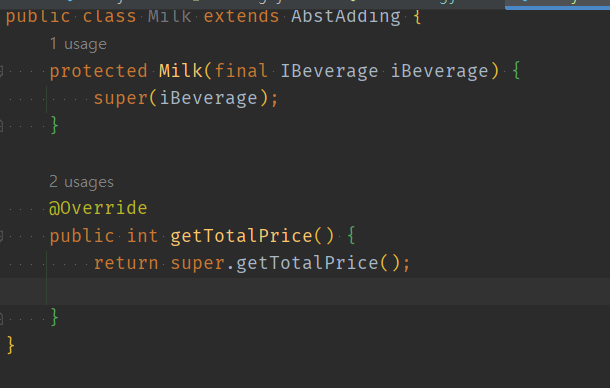 public class Milk extends AbstAdding {
1 usage
protected Milk(final IBeverage iBeverage) {
super(iBeverage);
}
2 usages
@Override
public int getTotalPrice() {
return super.getTotalPrice();
}
}